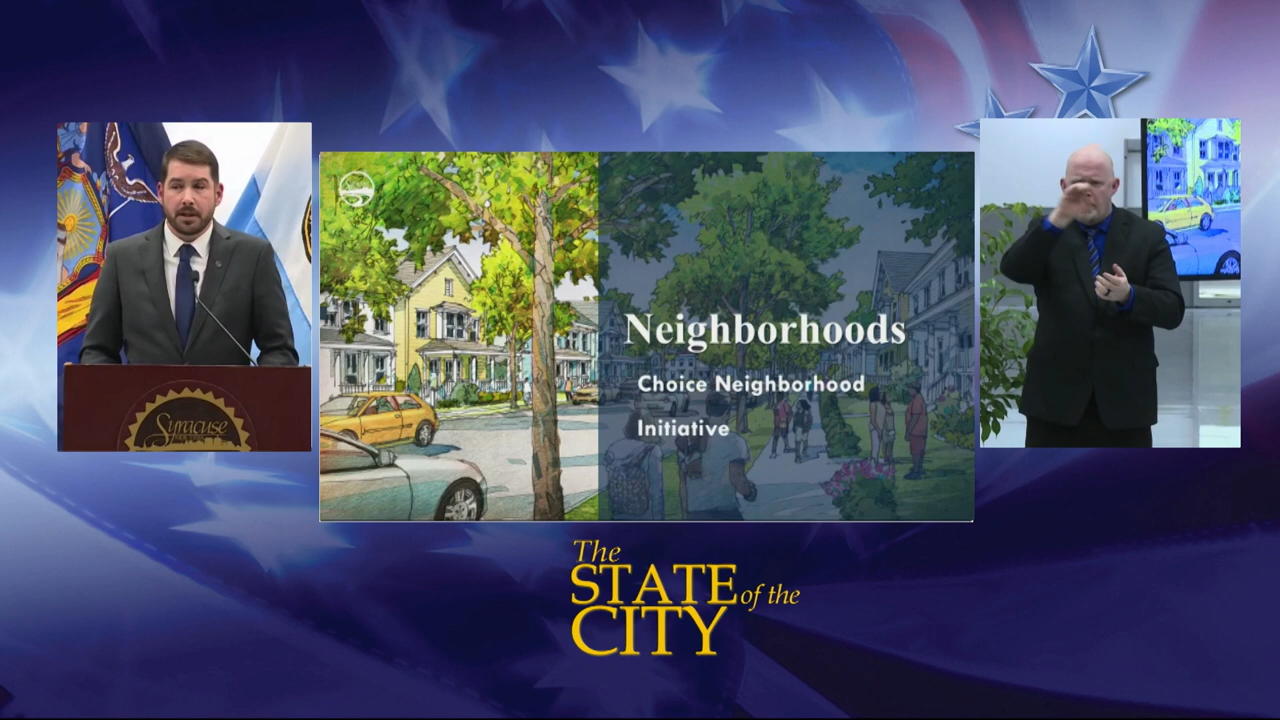 Neighborhoods
Choice Neighborhood
Initiative
Syracuse
The
STATE of the
CITY